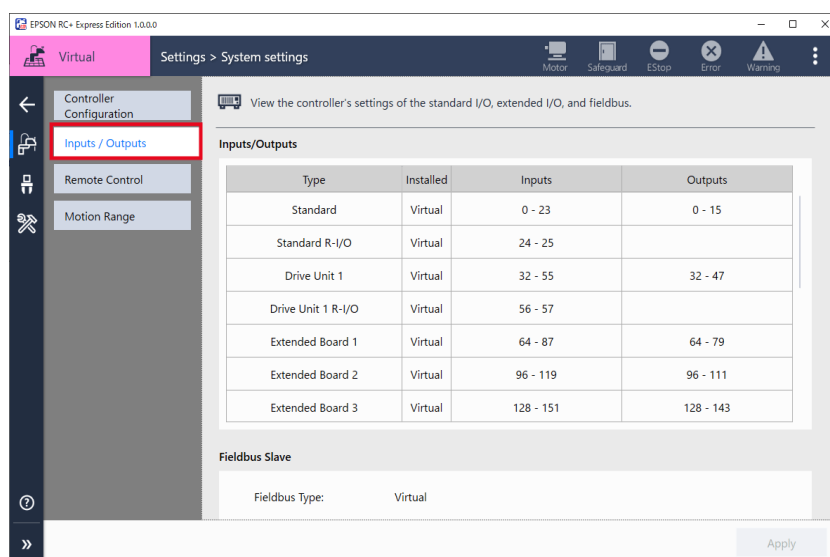 EPSON RC+ Express Edition 1.0.0.0
Virtual
Settings > System settings
Motor
Safeguard
EStop
Error
Warning
Controller
Configuration
Inputs / Outputs
Remote Control
Motion Range
View the controller's settings of the standard I/O, extended I/O, and fieldbus.
Inputs/Outputs
Type Installed Inputs Outputs
Standard Virtual 0 - 23 0 - 15
Standard R-I/O Virtual 24 - 25
Drive Unit 1 Virtual 32 - 55 32 - 47
Drive Unit 1 R-I/O Virtual 56 - 57
Extended Board 1 Virtual 64 - 87 64 - 79
Extended Board 2 Virtual 96 - 119 96 - 111
Extended Board 3 Virtual 128 - 151 128 - 143
Fieldbus Slave
Fieldbus Type: Virtual
Apply